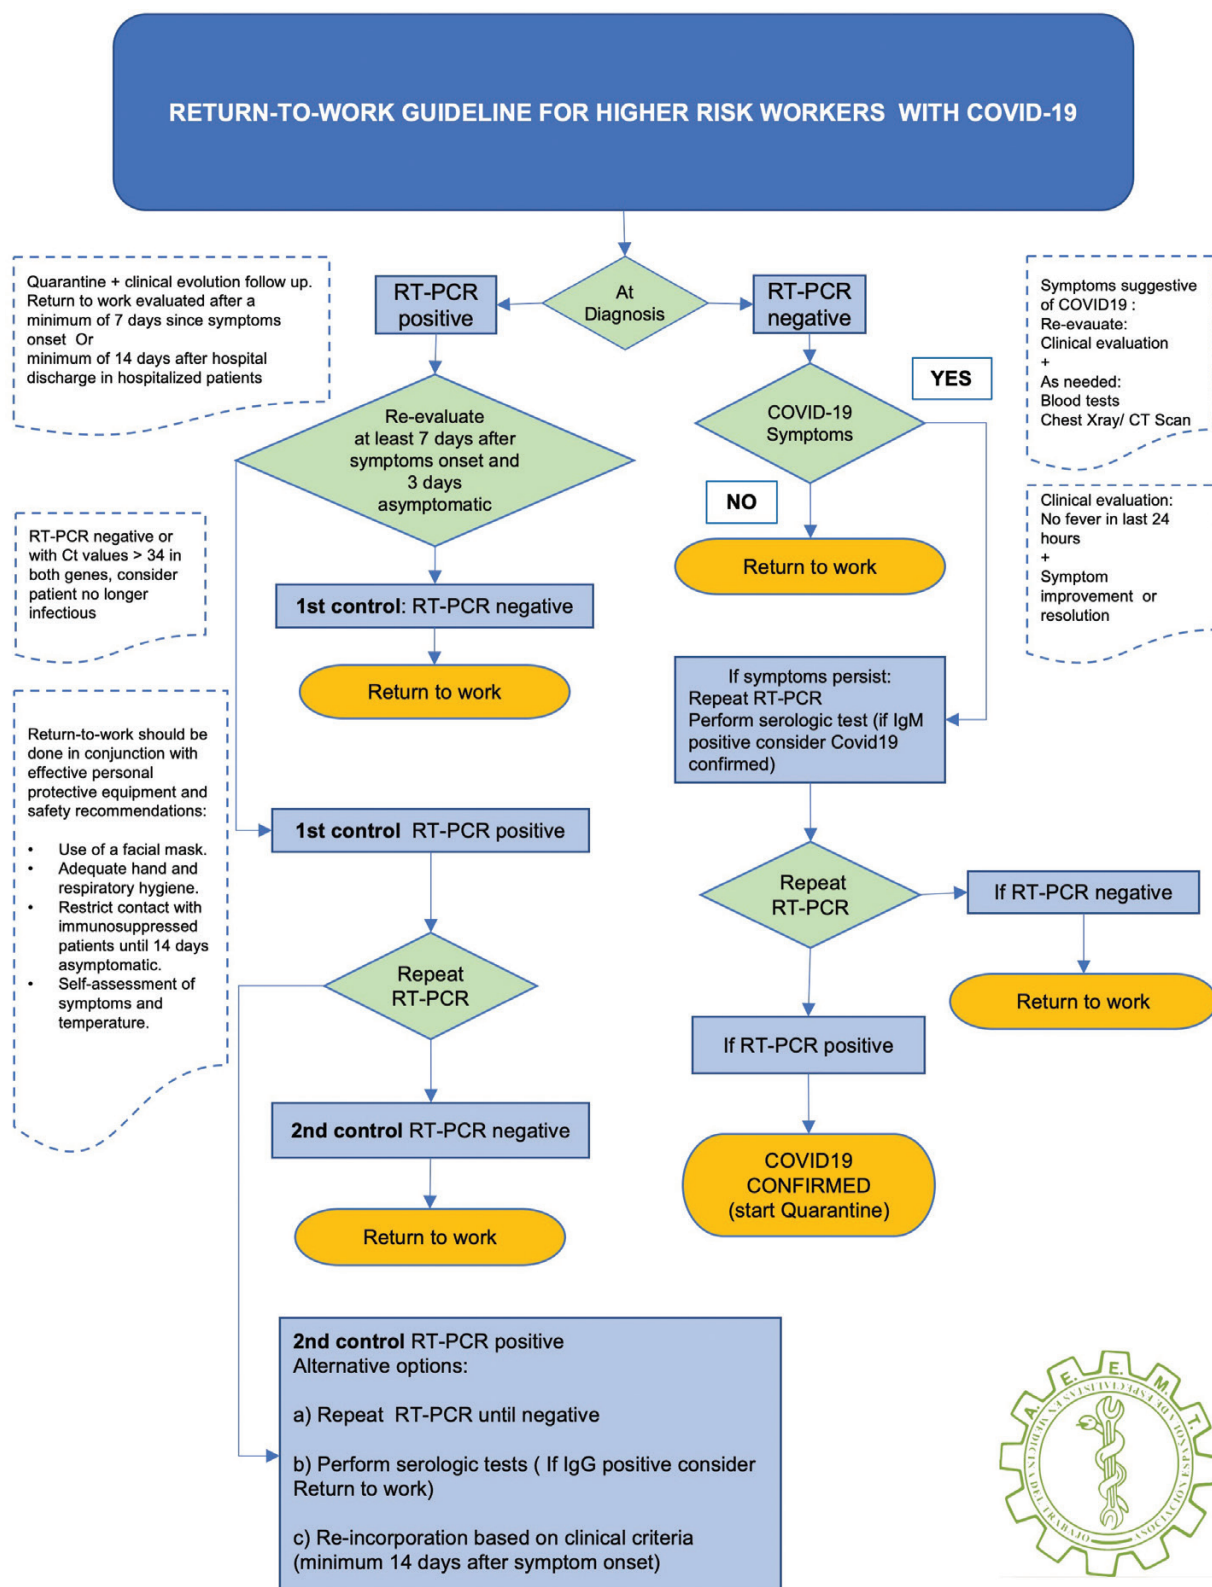 RETURN-TO-WORK GUIDELINE FOR HIGHER RISK WORKERS WITH COVID-19
Quarantine + clinical evolution follow up.
Return to work evaluated after a
minimum of 7 days since symptoms
onset Or
minimum of 14 days after hospital
discharge in hospitalized patients
RT-PCR
positive
At
Diagnosis
RT-PCR
negative
Symptoms suggestive
of COVID19 :
Re-evauate:
Clinical evaluation
+
As needed:
Blood tests
Chest Xray/ CT Scan
YES
Re-evaluate
at least 7 days after
symptoms onset and
3 days
asymptomatic
COVID-19
Symptoms
NO
Clinical evaluation:
No fever in last 24
hours
+
Symptom
improvement or
resolution
RT-PCR negative or
with Ct values > 34 in
both genes, consider
patient no longer
infectious
Return to work
1st control: RT-PCR negative
Return to work
If symptoms persist:
Repeat RT-PCR
Perform serologic test (if IgM
positive consider Covid19
confirmed)
Return-to-work should be
done in conjunction with
effective personal
protective equipment and
safety recommendations:
• Use of a facial mask.
• Adequate hand and
respiratory hygiene.
• Restrict contact with
immunosuppressed
patients until 14 days
asymptomatic.
• Self-assessment of
symptoms and
temperature.
1st control RT-PCR positive
Repeat
RT-PCR
If RT-PCR negative
Return to work
Repeat
RT-PCR
If RT-PCR positive
2nd control RT-PCR negative
COVID19
CONFIRMED
(start Quarantine)
Return to work
2nd control RT-PCR positive
Alternative options:
a) Repeat RT-PCR until negative
b) Perform serologic tests ( If IgG positive consider
Return to work)
c) Re-incorporation based on clinical criteria
(minimum 14 days after symptom onset)
A. E. E. M. T.
ASOCIACIÓN ESPAÑOLA DE ESPECIALISTAS EN MEDICINA DEL TRABAJO